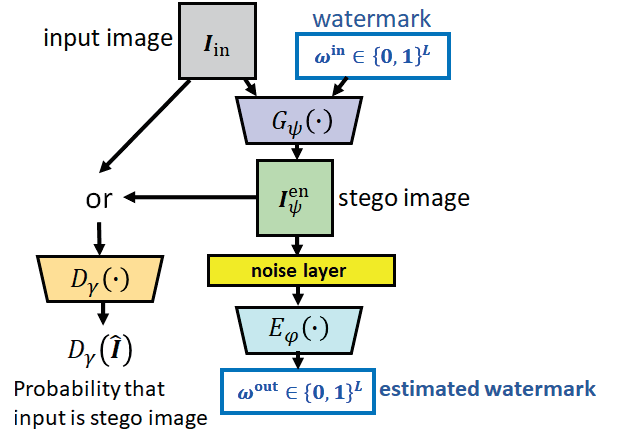 input image
watermark
I_in
ω^in ∈ {0, 1}^L
G_ψ(·)
or
I_ψ^en
stego image
D_γ(·)
noise layer
E_φ(·)
D_γ(Î)
Probability that
input is stego image
ω^out ∈ {0, 1}^L
estimated watermark